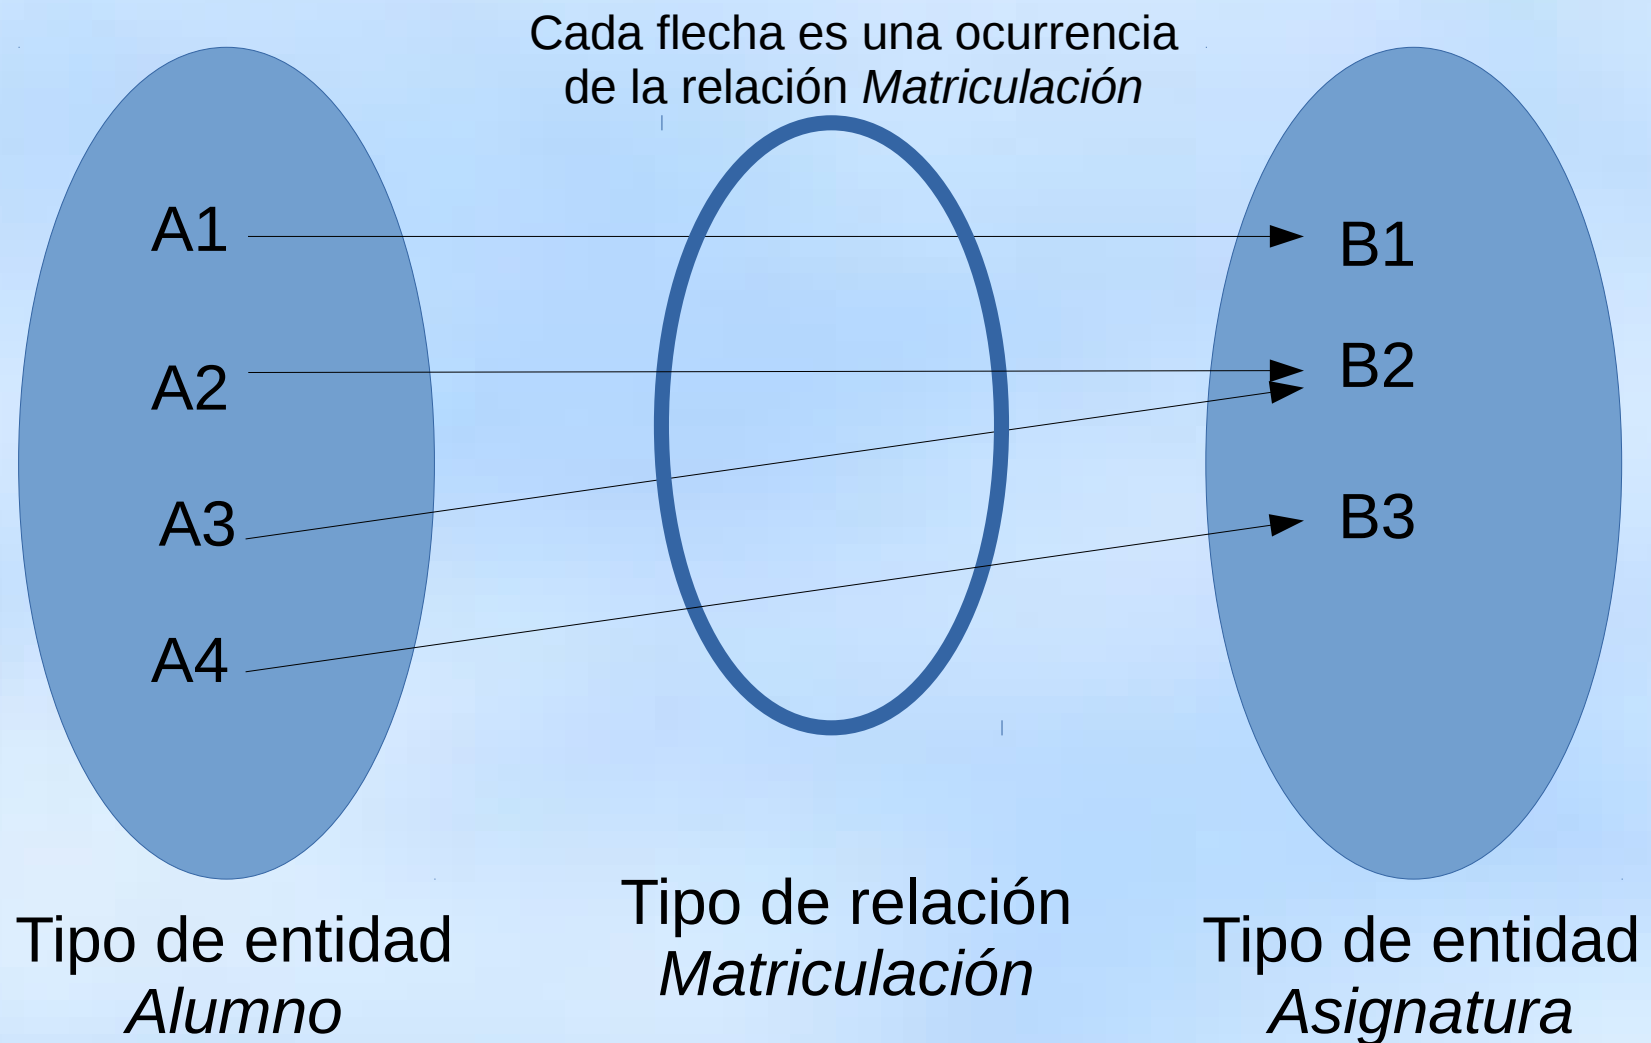 Cada flecha es una ocurrencia
de la relación Matriculación
A1
A2
A3
A4
B1
B2
B3
Tipo de entidad
Alumno
Tipo de relación
Matriculación
Tipo de entidad
Asignatura